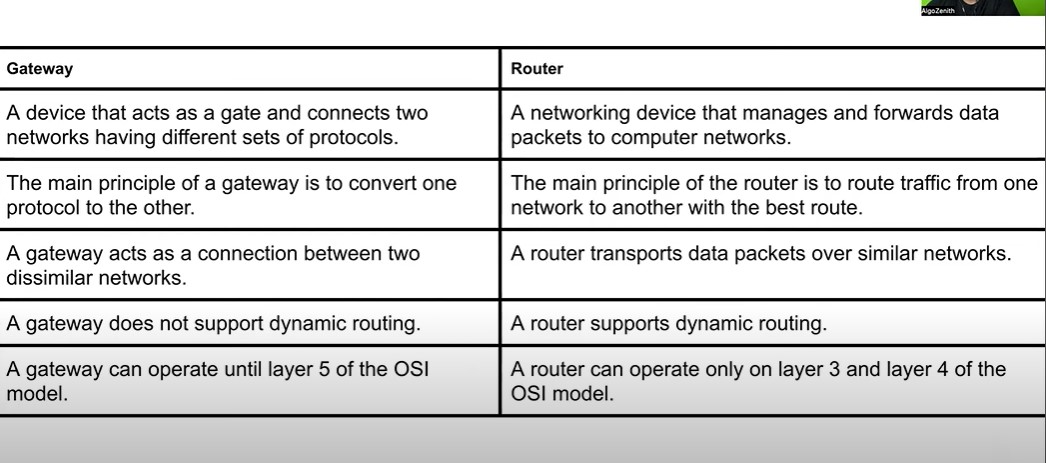 AlgoZenith
Gateway
Router
A device that acts as a gate and connects two
networks having different sets of protocols.
A networking device that manages and forwards data
packets to computer networks.
The main principle of a gateway is to convert one
protocol to the other.
The main principle of the router is to route traffic from one
network to another with the best route.
A gateway acts as a connection between two
dissimilar networks.
A router transports data packets over similar networks.
A gateway does not support dynamic routing.
A router supports dynamic routing.
A gateway can operate until layer 5 of the OSI
model.
A router can operate only on layer 3 and layer 4 of the
OSI model.